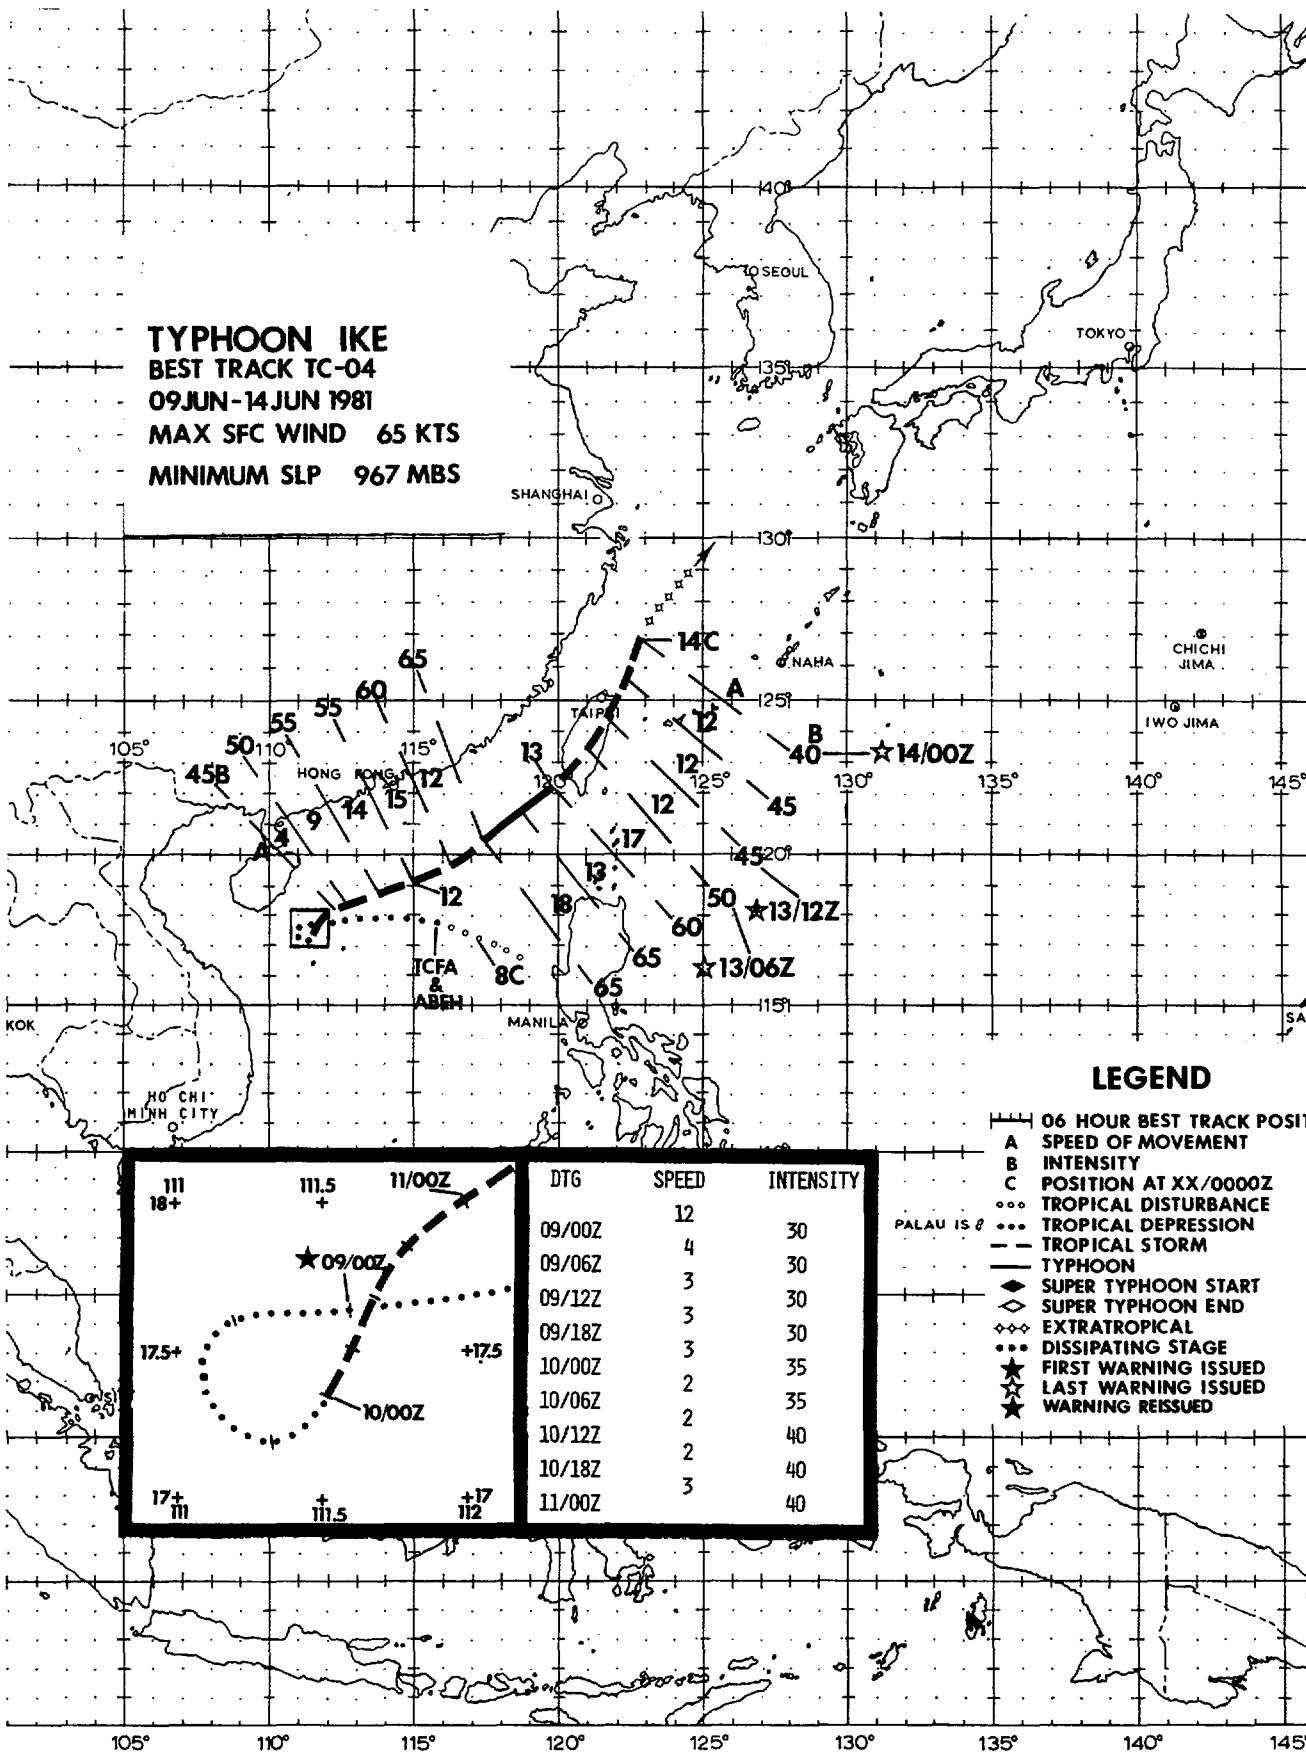 40°
SEOUL
TOKYO
35°
TYPHOON IKE
BEST TRACK TC-04
09JUN-14JUN 1981
MAX SFC WIND 65 KTS
MINIMUM SLP 967 MBS
SHANGHAI
30°
14C
NAHA
CHICHI
JIMA
65
60
55
55
50
45B
A
25°
TAIPEI
12
B
40
14/00Z
IWO JIMA
105°
110°
115°
120°
125°
130°
135°
140°
145°
HONG KONG
13
12
15
14
9
4
A
12
12
45
17
45
20°
13
12
18
50
13/12Z
60
65
13/06Z
65
TCFA
&
ABEH
8C
15°
MANILA
KOK
SA
HO CHI
MINH CITY
PALAU IS
LEGEND
06 HOUR BEST TRACK POSIT
A SPEED OF MOVEMENT
B INTENSITY
C POSITION AT XX/0000Z
TROPICAL DISTURBANCE
TROPICAL DEPRESSION
TROPICAL STORM
TYPHOON
SUPER TYPHOON START
SUPER TYPHOON END
EXTRATROPICAL
DISSIPATING STAGE
FIRST WARNING ISSUED
LAST WARNING ISSUED
WARNING REISSUED
111 111.5 11/00Z
18+ +
09/00Z
17.5+ +17.5
10/00Z
17+ + +17
111 111.5 112
DTG SPEED INTENSITY
12
09/00Z 30
4
09/06Z 30
3
09/12Z 30
3
09/18Z 30
3
10/00Z 35
2
10/06Z 35
2
10/12Z 40
2
10/18Z 40
3
11/00Z 40
105° 110° 115° 120° 125° 130° 135° 140° 145°